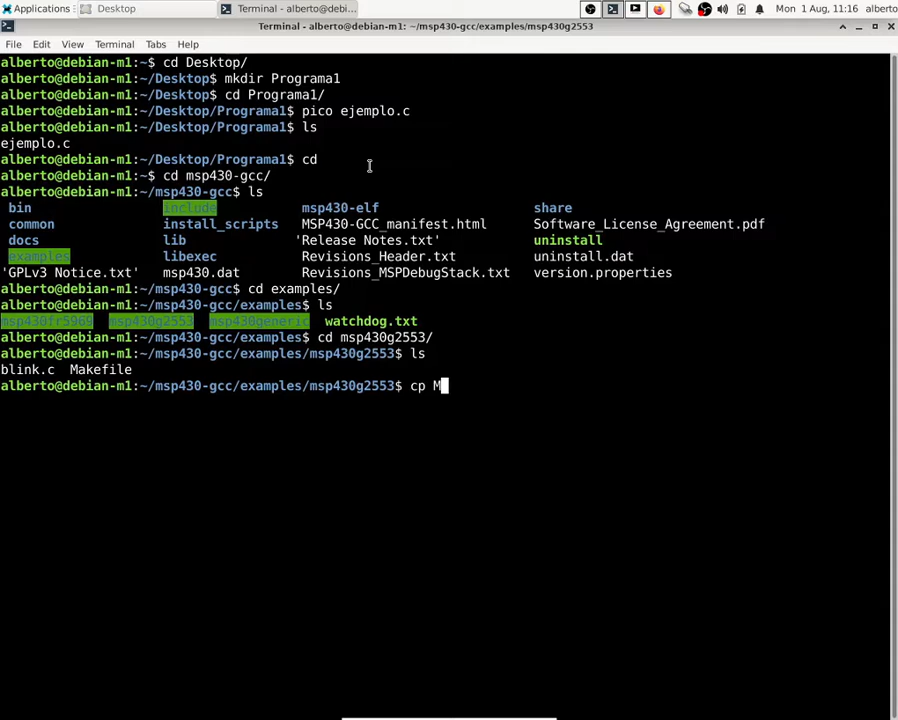 Applications Desktop Terminal - alberto@debi... Mon 1 Aug, 11:16 alberto
Terminal - alberto@debian-m1: ~/msp430-gcc/examples/msp430g2553
File Edit View Terminal Tabs Help
alberto@debian-m1:~$ cd Desktop/
alberto@debian-m1:~/Desktop$ mkdir Programa1
alberto@debian-m1:~/Desktop$ cd Programa1/
alberto@debian-m1:~/Desktop/Programa1$ pico ejemplo.c
alberto@debian-m1:~/Desktop/Programa1$ ls
ejemplo.c
alberto@debian-m1:~/Desktop/Programa1$ cd
alberto@debian-m1:~$ cd msp430-gcc/
alberto@debian-m1:~/msp430-gcc$ ls
bin include msp430-elf share
common install_scripts MSP430-GCC_manifest.html Software_License_Agreement.pdf
docs lib 'Release Notes.txt' uninstall
examples libexec Revisions_Header.txt uninstall.dat
'GPLv3 Notice.txt' msp430.dat Revisions_MSPDebugStack.txt version.properties
alberto@debian-m1:~/msp430-gcc$ cd examples/
alberto@debian-m1:~/msp430-gcc/examples$ ls
msp430fr5969 msp430g2553 msp430generic watchdog.txt
alberto@debian-m1:~/msp430-gcc/examples$ cd msp430g2553/
alberto@debian-m1:~/msp430-gcc/examples/msp430g2553$ ls
blink.c Makefile
alberto@debian-m1:~/msp430-gcc/examples/msp430g2553$ cp M